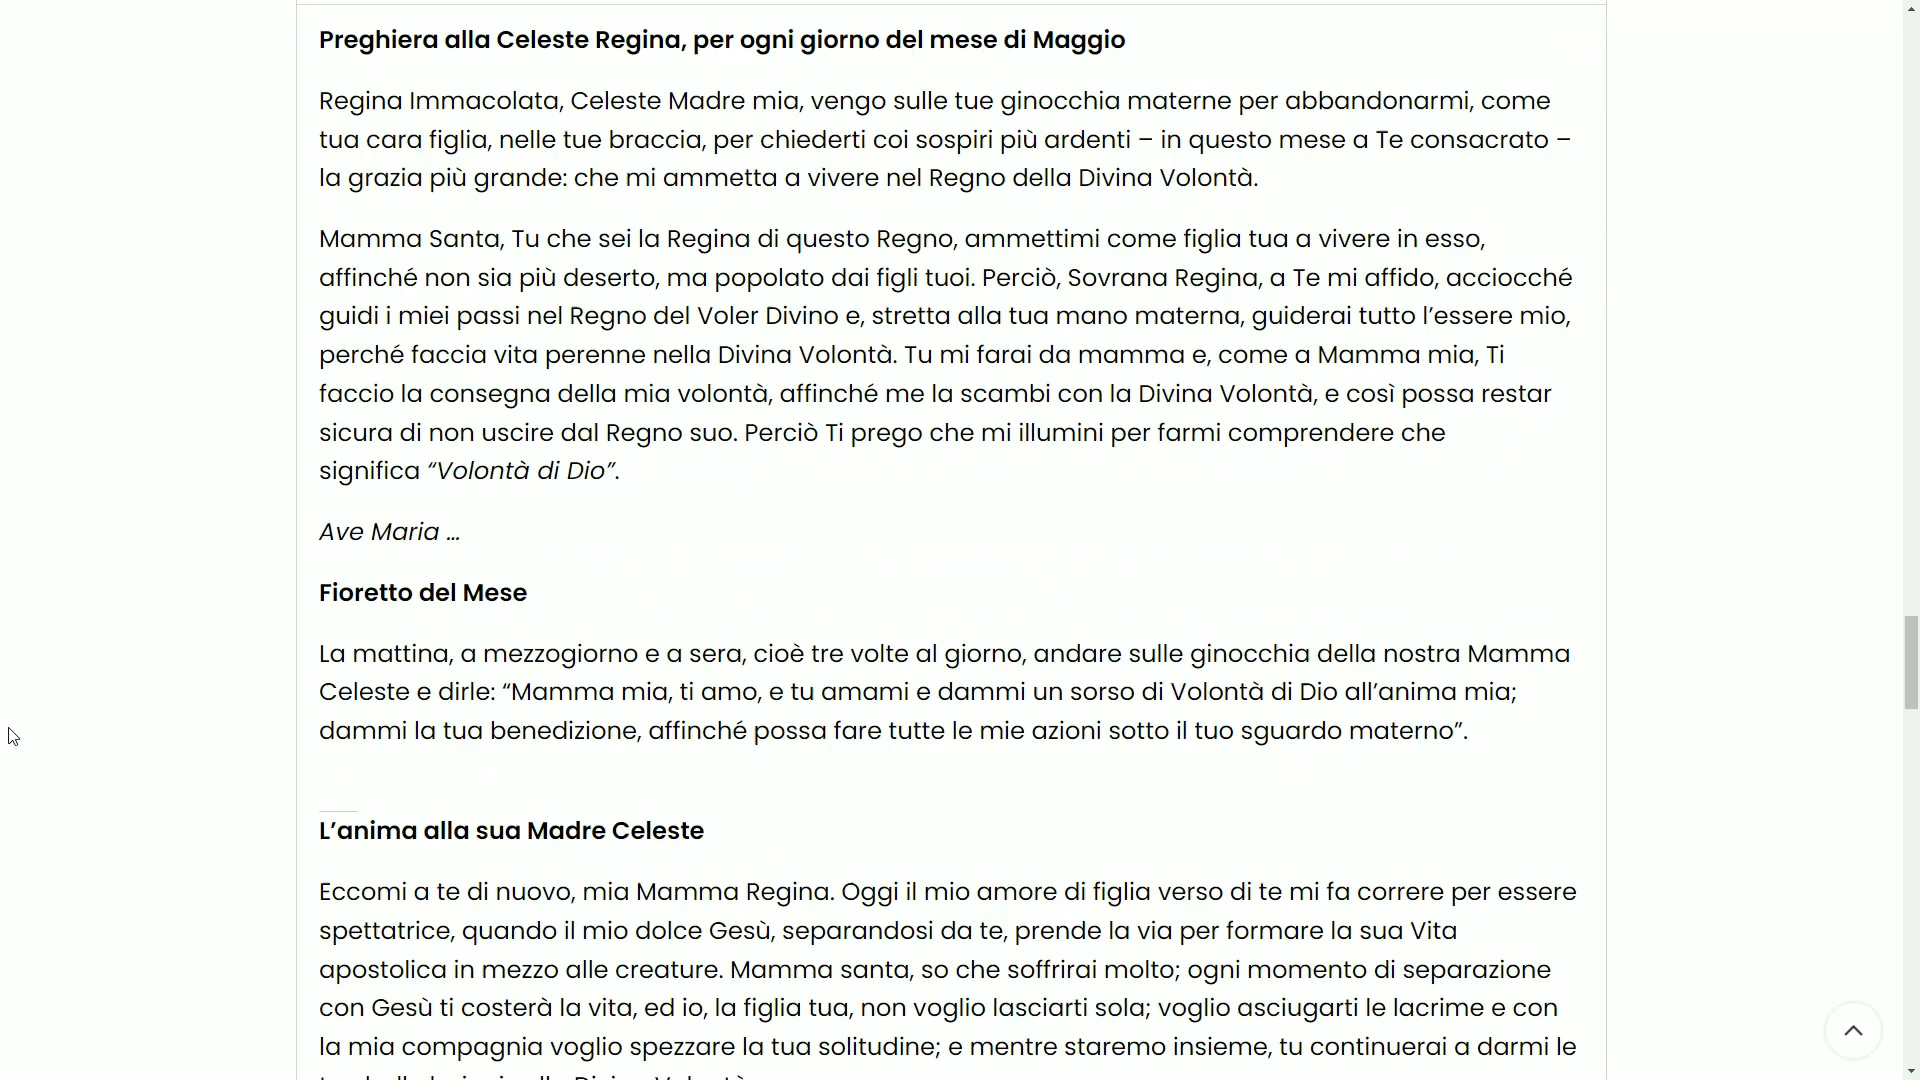 Preghiera alla Celeste Regina, per ogni giorno del mese di Maggio
Regina Immacolata, Celeste Madre mia, vengo sulle tue ginocchia materne per abbandonarmi, come
tua cara figlia, nelle tue braccia, per chiederti coi sospiri più ardenti – in questo mese a Te consacrato –
la grazia più grande: che mi ammetta a vivere nel Regno della Divina Volontà.
Mamma Santa, Tu che sei la Regina di questo Regno, ammettimi come figlia tua a vivere in esso,
affinché non sia più deserto, ma popolato dai figli tuoi. Perciò, Sovrana Regina, a Te mi affido, acciocché
guidi i miei passi nel Regno del Voler Divino e, stretta alla tua mano materna, guiderai tutto l’essere mio,
perché faccia vita perenne nella Divina Volontà. Tu mi farai da mamma e, come a Mamma mia, Ti
faccio la consegna della mia volontà, affinché me la scambi con la Divina Volontà, e così possa restar
sicura di non uscire dal Regno suo. Perciò Ti prego che mi illumini per farmi comprendere che
significa “Volontà di Dio”.
Ave Maria …
Fioretto del Mese
La mattina, a mezzogiorno e a sera, cioè tre volte al giorno, andare sulle ginocchia della nostra Mamma
Celeste e dirle: “Mamma mia, ti amo, e tu amami e dammi un sorso di Volontà di Dio all’anima mia;
dammi la tua benedizione, affinché possa fare tutte le mie azioni sotto il tuo sguardo materno”.
L’anima alla sua Madre Celeste
Eccomi a te di nuovo, mia Mamma Regina. Oggi il mio amore di figlia verso di te mi fa correre per essere
spettatrice, quando il mio dolce Gesù, separandosi da te, prende la via per formare la sua Vita
apostolica in mezzo alle creature. Mamma santa, so che soffrirai molto; ogni momento di separazione
con Gesù ti costerà la vita, ed io, la figlia tua, non voglio lasciarti sola; voglio asciugarti le lacrime e con
la mia compagnia voglio spezzare la tua solitudine; e mentre staremo insieme, tu continuerai a darmi le